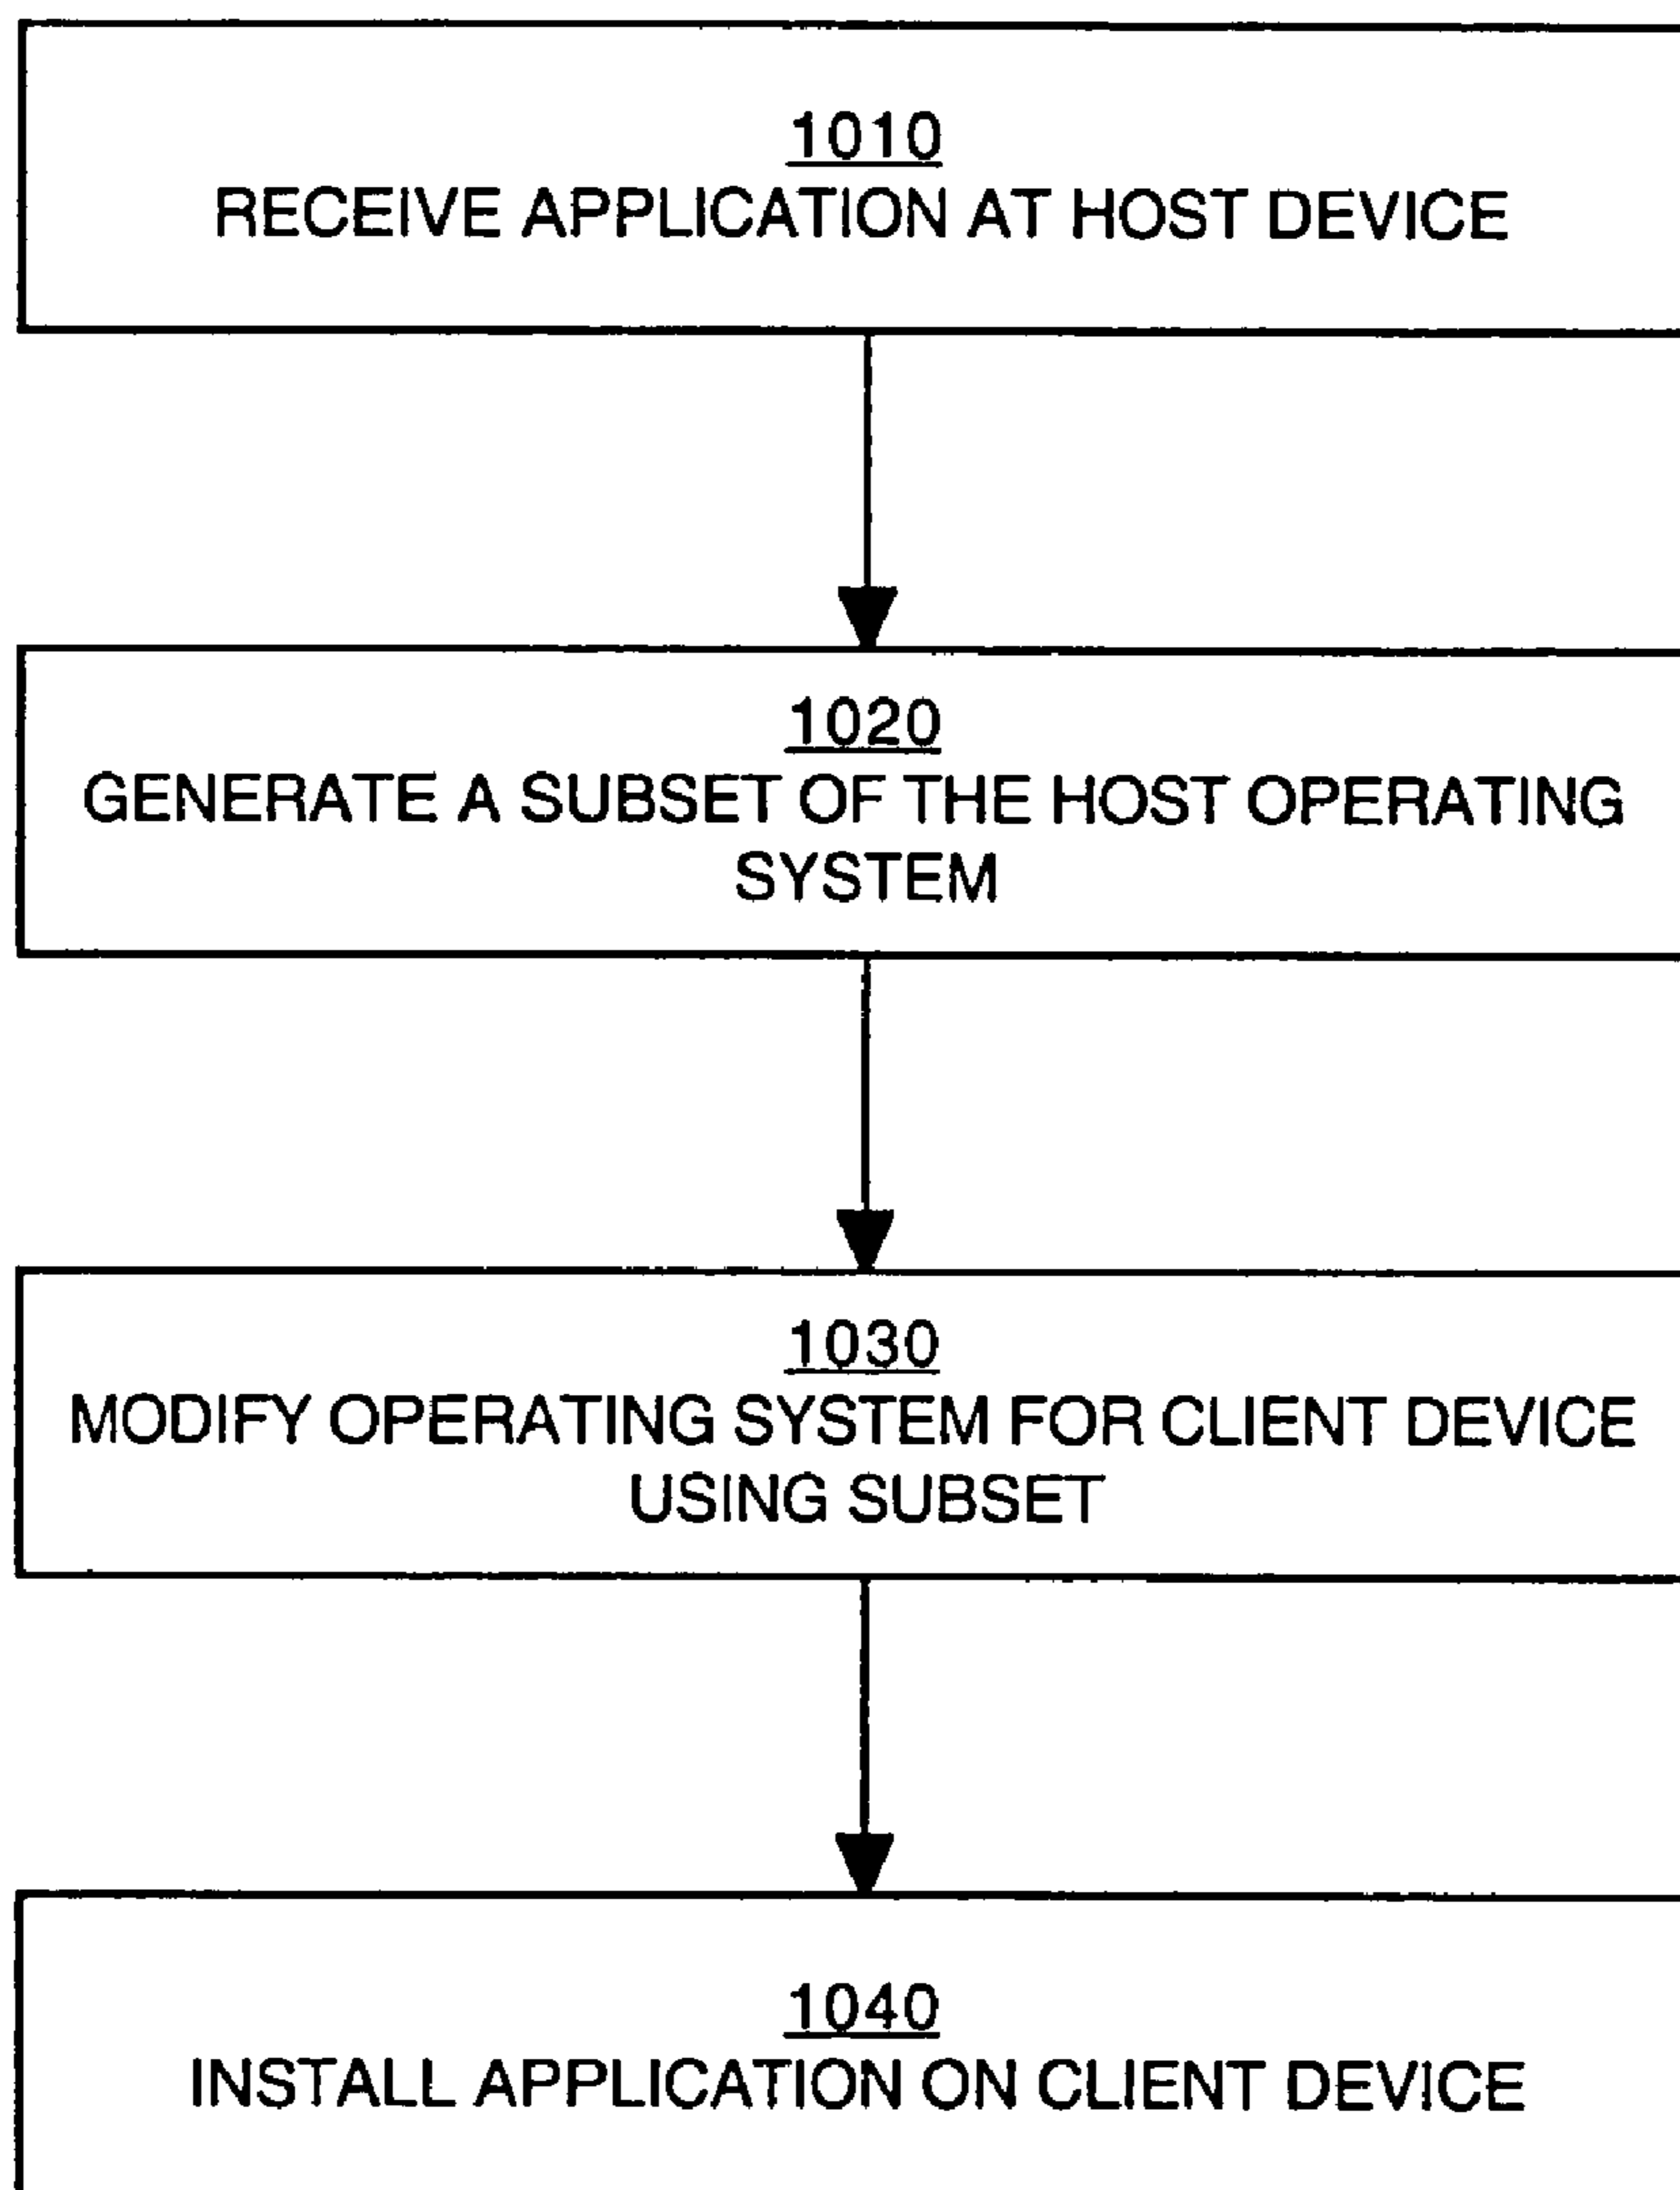 1010
RECEIVE APPLICATION AT HOST DEVICE
1020
GENERATE A SUBSET OF THE HOST OPERATING
SYSTEM
1030
MODIFY OPERATING SYSTEM FOR CLIENT DEVICE
USING SUBSET
1040
INSTALL APPLICATION ON CLIENT DEVICE